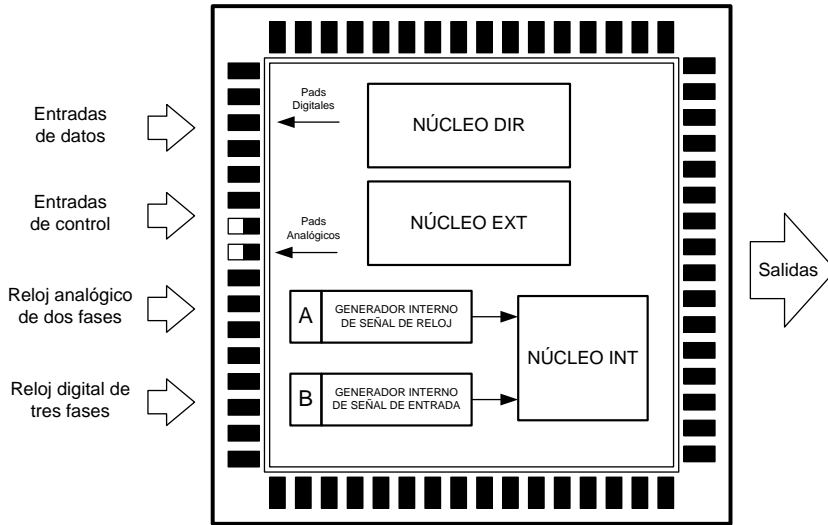 Entradas
de datos
Entradas
de control
Reloj analógico
de dos fases
Reloj digital de
tres fases
Pads
Digitales
NÚCLEO DIR
Pads
Analógicos
NÚCLEO EXT
A
GENERADOR INTERNO
DE SEÑAL DE RELOJ
B
GENERADOR INTERNO
DE SEÑAL DE ENTRADA
NÚCLEO INT
Salidas